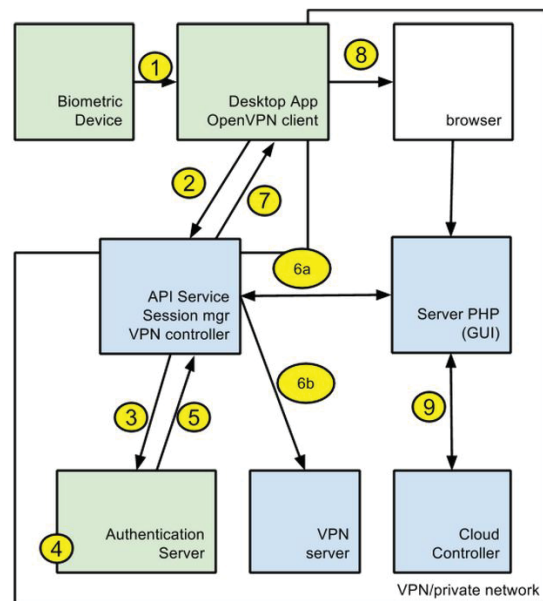 1
8
Biometric
Device
Desktop App
OpenVPN client
browser
2
7
6a
API Service
Session mgr
VPN controller
Server PHP
(GUI)
6b
3
5
9
4
Authentication
Server
VPN
server
Cloud
Controller
VPN/private network